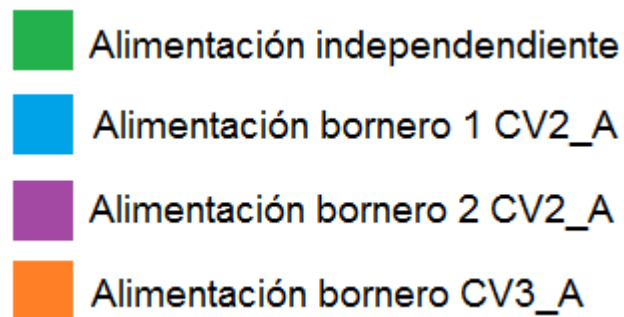 Alimentación independendiente
Alimentación bornero 1 CV2_A
Alimentación bornero 2 CV2_A
Alimentación bornero CV3_A